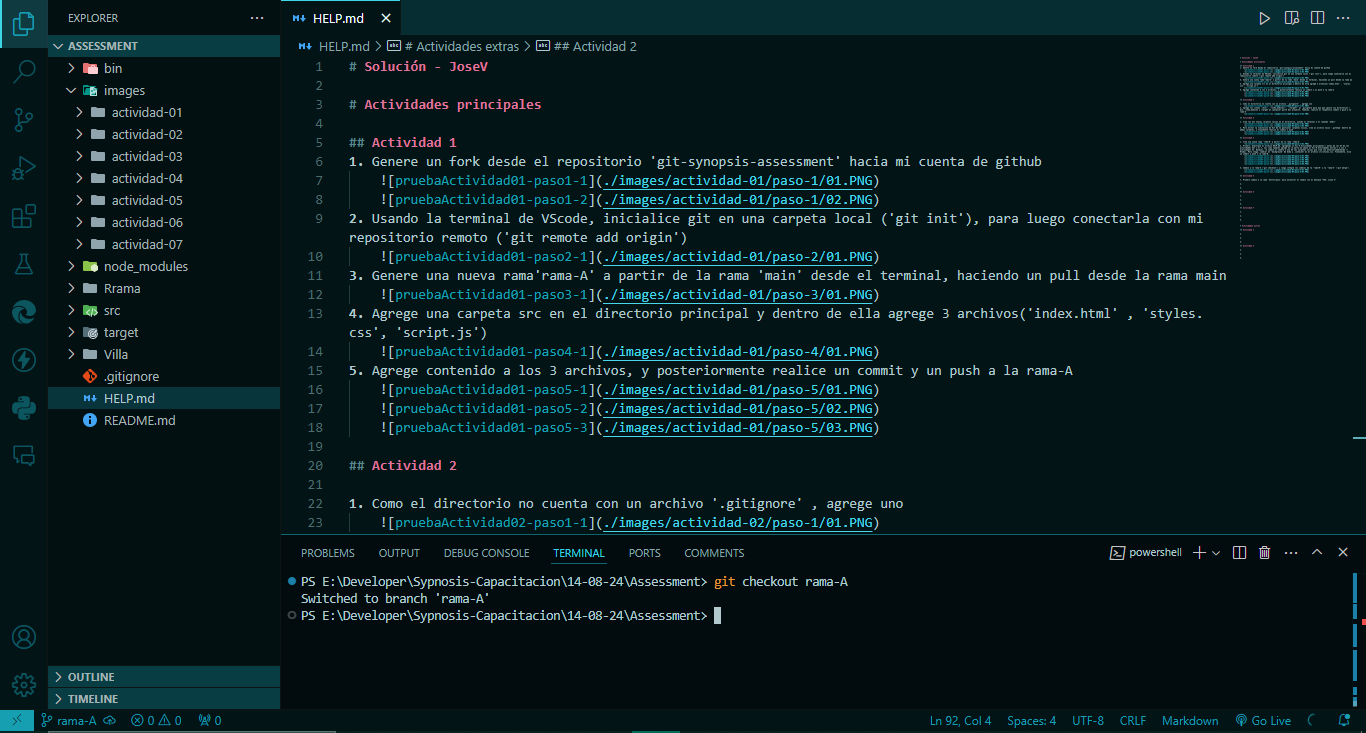 EXPLORER
ASSESSMENT
bin
images
actividad-01
actividad-02
actividad-03
actividad-04
actividad-05
actividad-06
actividad-07
node_modules
Rrama
src
target
Villa
.gitignore
HELP.md
README.md
OUTLINE
TIMELINE
HELP.md
HELP.md > # Actividades extras > ## Actividad 2
1 # Solución - JoseV
2
3 # Actividades principales
4
5 ## Actividad 1
6 1. Genere un fork desde el repositorio 'git-synopsis-assessment' hacia mi cuenta de github
7 ![pruebaActividad01-paso1-1](./images/actividad-01/paso-1/01.PNG)
8 ![pruebaActividad01-paso1-2](./images/actividad-01/paso-1/02.PNG)
9 2. Usando la terminal de VScode, inicialice git en una carpeta local ('git init'), para luego conectarla con mi
repositorio remoto ('git remote add origin')
10 ![pruebaActividad01-paso2-1](./images/actividad-01/paso-2/01.PNG)
11 3. Genere una nueva rama'rama-A' a partir de la rama 'main' desde el terminal, haciendo un pull desde la rama main
12 ![pruebaActividad01-paso3-1](./images/actividad-01/paso-3/01.PNG)
13 4. Agrege una carpeta src en el directorio principal y dentro de ella agrege 3 archivos('index.html' , 'styles.
css', 'script.js')
14 ![pruebaActividad01-paso4-1](./images/actividad-01/paso-4/01.PNG)
15 5. Agrege contenido a los 3 archivos, y posteriormente realice un commit y un push a la rama-A
16 ![pruebaActividad01-paso5-1](./images/actividad-01/paso-5/01.PNG)
17 ![pruebaActividad01-paso5-2](./images/actividad-01/paso-5/02.PNG)
18 ![pruebaActividad01-paso5-3](./images/actividad-01/paso-5/03.PNG)
19
20 ## Actividad 2
21
22 1. Como el directorio no cuenta con un archivo '.gitignore' , agrege uno
23 ![pruebaActividad02-paso1-1](./images/actividad-02/paso-1/01.PNG)
PROBLEMS OUTPUT DEBUG CONSOLE TERMINAL PORTS COMMENTS powershell
PS E:\Developer\Sypnosis-Capacitacion\14-08-24\Assessment> git checkout rama-A
Switched to branch 'rama-A'
PS E:\Developer\Sypnosis-Capacitacion\14-08-24\Assessment>
rama-A 0 0 0 Ln 92, Col 4 Spaces: 4 UTF-8 CRLF Markdown Go Live